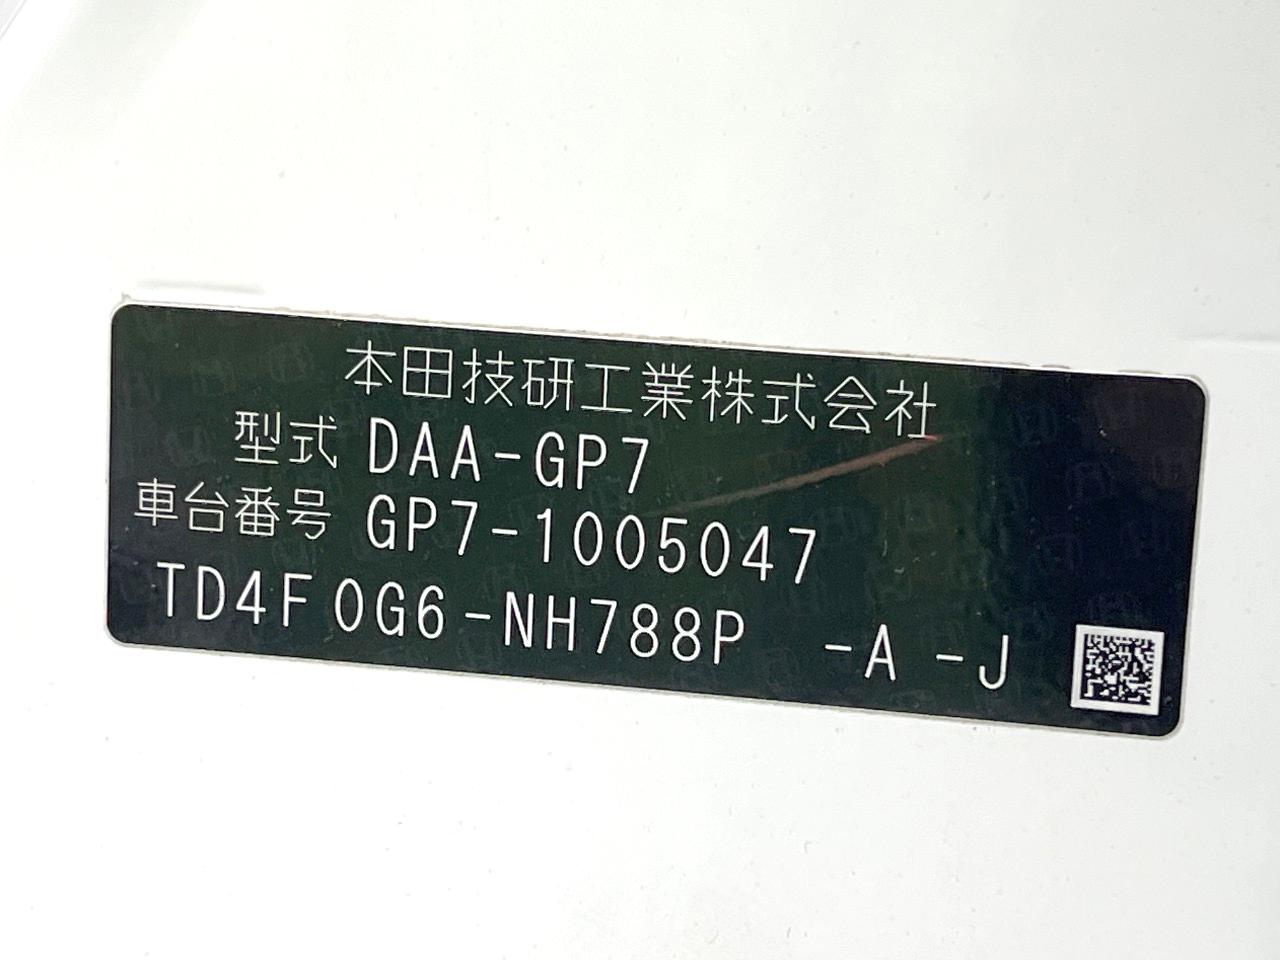 本田技研工業株式会社
型式 DAA-GP7
車台番号 GP7-1005047
TD4F0G6-NH788P -A -J